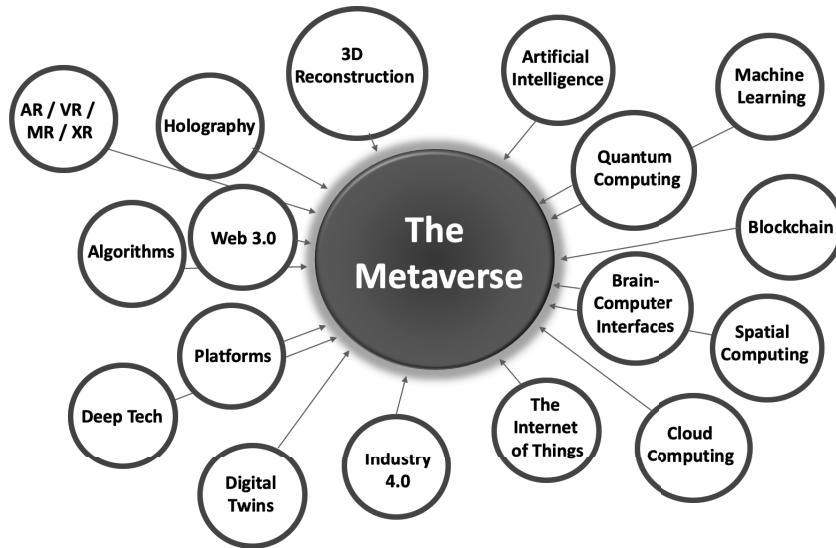 3D
Reconstruction
Artificial
Intelligence
Machine
Learning
AR / VR /
MR / XR
Holography
Quantum
Computing
Web 3.0
Algorithms
The
Metaverse
Blockchain
Brain-
Computer
Interfaces
Spatial
Computing
Platforms
Deep Tech
The
Internet
of Things
Cloud
Computing
Industry
4.0
Digital
Twins